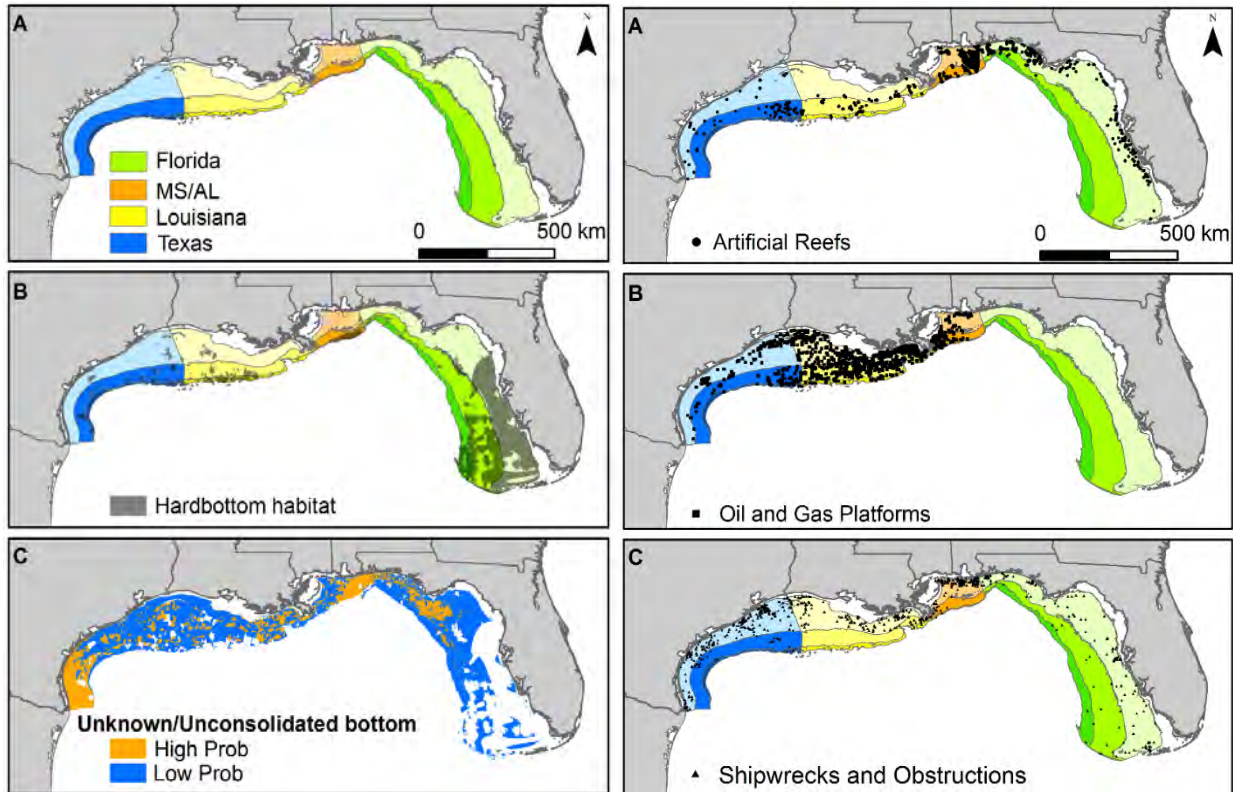 A
N
Florida
MS/AL
Louisiana
Texas
0 500 km
B
Hardbottom habitat
C
Unknown/Unconsolidated bottom
High Prob
Low Prob
A
N
Artificial Reefs
0 500 km
B
Oil and Gas Platforms
C
Shipwrecks and Obstructions